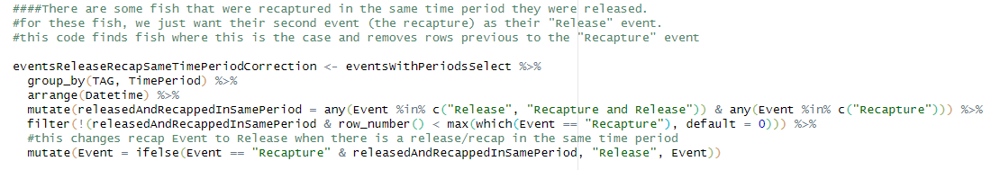 ####There are some fish that were recaptured in the same time period they were released.
#for these fish, we just want their second event (the recapture) as their "Release" event.
#this code finds fish where this is the case and removes rows previous to the "Recapture" event
eventsReleaseRecapSameTimePeriodCorrection <- eventsWithPeriodsSelect %>%
group_by(TAG, TimePeriod) %>%
arrange(Datetime) %>%
mutate(releasedAndRecappedInSamePeriod = any(Event %in% c("Release", "Recapture and Release")) & any(Event %in% c("Recapture"))) %>%
filter(!(releasedAndRecappedInSamePeriod & row_number() < max(which(Event == "Recapture"), default = 0))) %>%
#this changes recap Event to Release when there is a release/recap in the same time period
mutate(Event = ifelse(Event == "Recapture" & releasedAndRecappedInSamePeriod, "Release", Event))